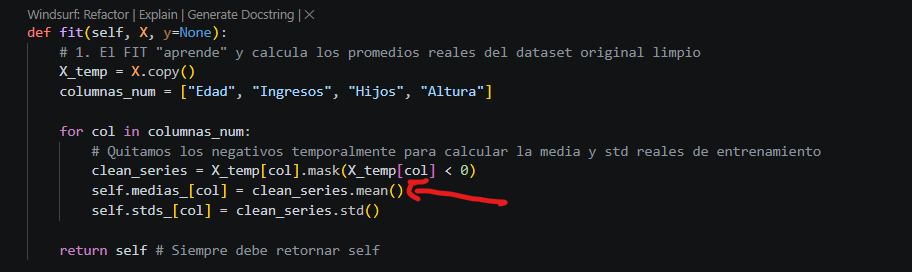 Windsurf: Refactor | Explain | Generate Docstring | ✕
def fit(self, X, y=None):
    # 1. El FIT "aprende" y calcula los promedios reales del dataset original limpio
    X_temp = X.copy()
    columnas_num = ["Edad", "Ingresos", "Hijos", "Altura"]
    for col in columnas_num:
        # Quitamos los negativos temporalmente para calcular la media y std reales de entrenamiento
        clean_series = X_temp[col].mask(X_temp[col] < 0)
        self.medias_[col] = clean_series.mean()
        self.stds_[col] = clean_series.std()
    return self # Siempre debe retornar self